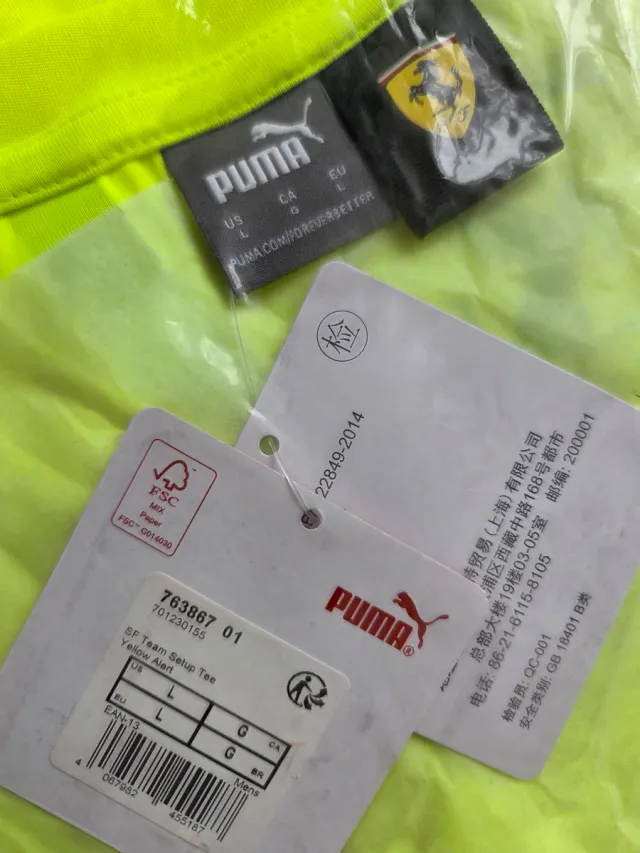 PUMA
US CA EU
L G L
PUMA.COM/FOREVERBETTER
检
22849-2014
贸易(上海)有限公司
浦区西藏中路168号都市
总部大楼19楼03-05室 邮编: 200001
电话: 86-21-6115-8105
检验员: QC-001
安全类别: GB 18401 B类
FSC
MIX
Paper
FSC™ C014030
PUMA®
763867 01
701230155
SF Team Setup Tee
Yellow Alert
US L G CA
EU L G BR
EAN-13 Mens
4 067982 455187